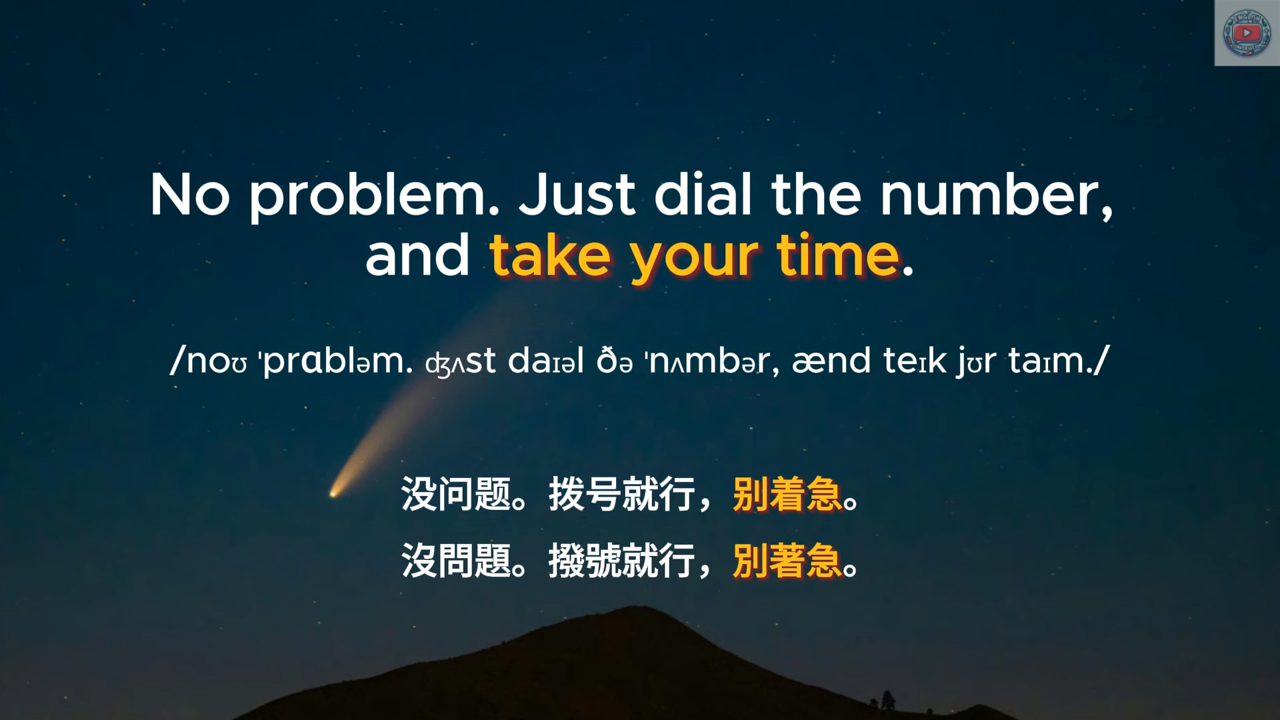 No problem. Just dial the number,
and take your time.
/noʊ ˈprɑbləm. ʤʌst daɪəl ðə ˈnʌmbər, ænd teɪk jʊr taɪm./
没问题。拨号就行，别着急。
沒問題。撥號就行，別著急。